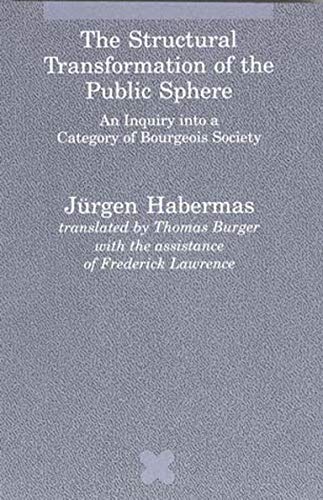 The Structural
Transformation of the
Public Sphere
An Inquiry into a
Category of Bourgeois Society
Jürgen Habermas
translated by Thomas Burger
with the assistance
of Frederick Lawrence